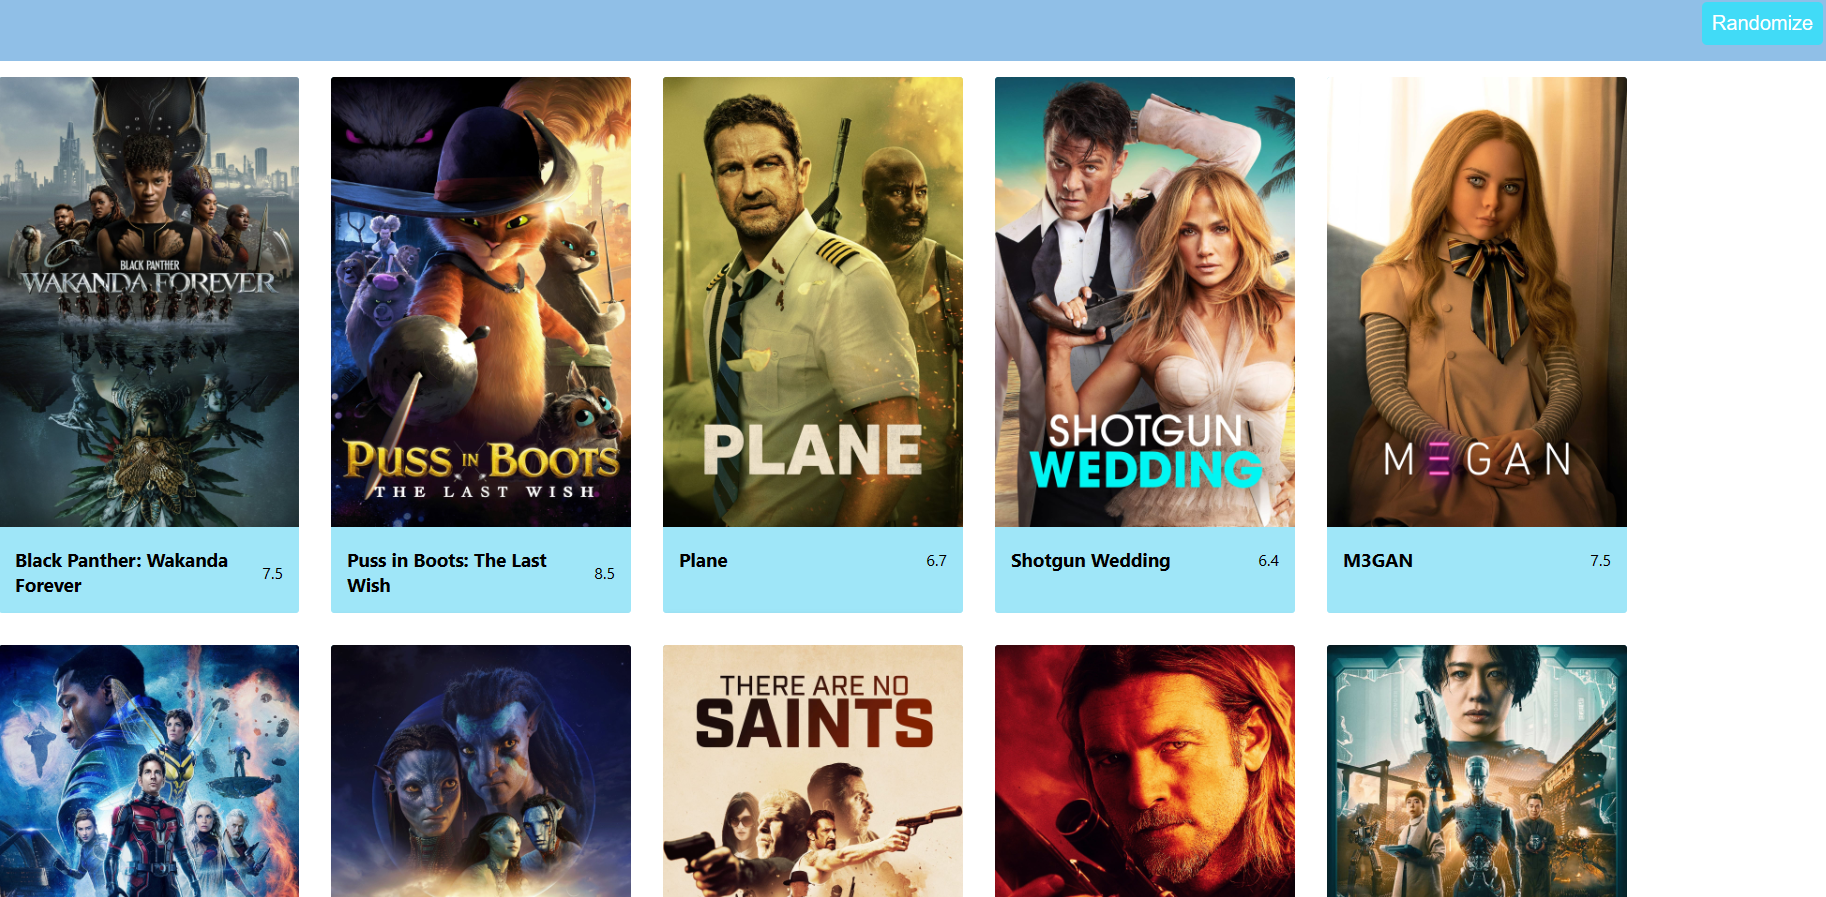 Randomize
BLACK PANTHER
WAKANDA FOREVER
PUSS IN BOOTS
THE LAST WISH
PLANE
SHOTGUN
WEDDING
M3GAN
Black Panther: Wakanda
Forever
7.5
Puss in Boots: The Last
Wish
8.5
Plane
6.7
Shotgun Wedding
6.4
M3GAN
7.5
THERE ARE NO
SAINTS